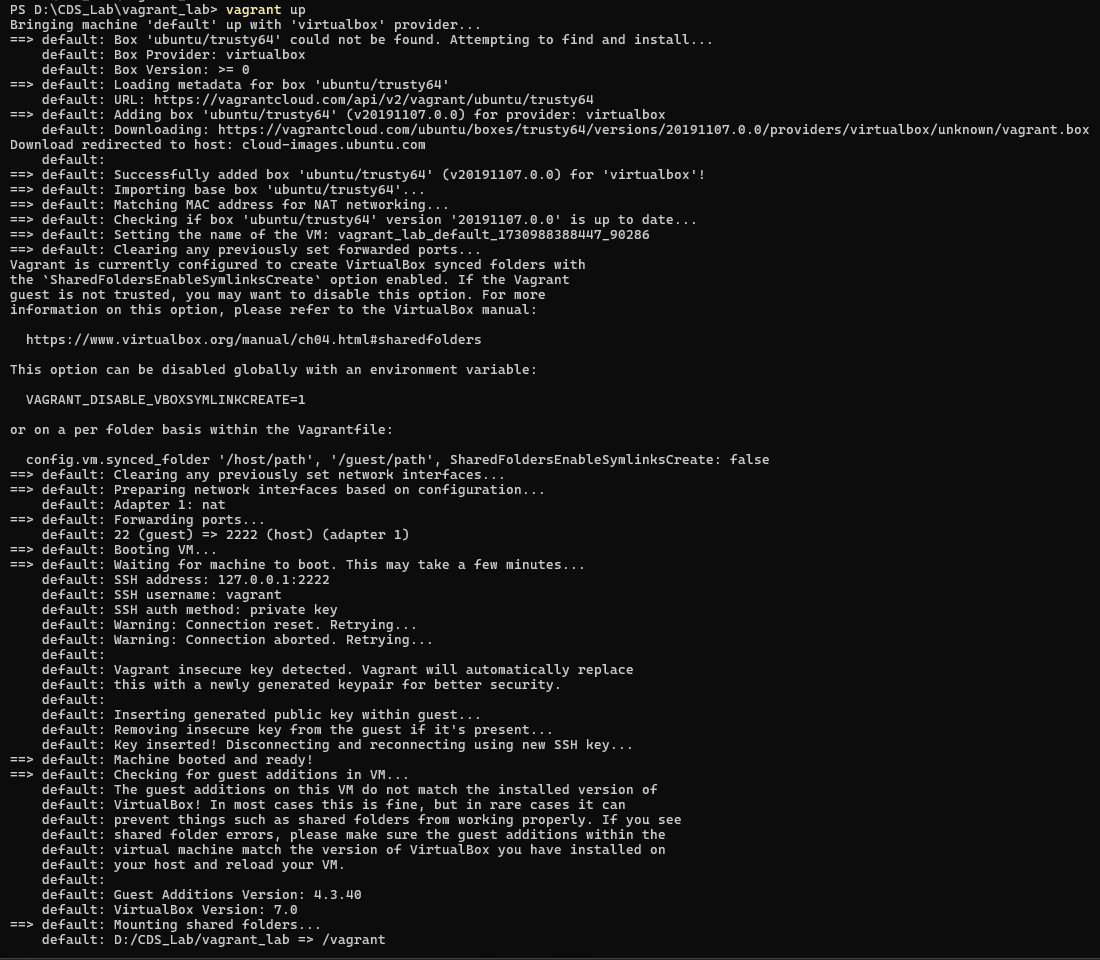 PS D:\CDS_Lab\vagrant_lab> vagrant up
Bringing machine 'default' up with 'virtualbox' provider...
==> default: Box 'ubuntu/trusty64' could not be found. Attempting to find and install...
    default: Box Provider: virtualbox
    default: Box Version: >= 0
==> default: Loading metadata for box 'ubuntu/trusty64'
    default: URL: https://vagrantcloud.com/api/v2/vagrant/ubuntu/trusty64
==> default: Adding box 'ubuntu/trusty64' (v20191107.0.0) for provider: virtualbox
    default: Downloading: https://vagrantcloud.com/ubuntu/boxes/trusty64/versions/20191107.0.0/providers/virtualbox/unknown/vagrant.box
Download redirected to host: cloud-images.ubuntu.com
    default:
==> default: Successfully added box 'ubuntu/trusty64' (v20191107.0.0) for 'virtualbox'!
==> default: Importing base box 'ubuntu/trusty64'...
==> default: Matching MAC address for NAT networking...
==> default: Checking if box 'ubuntu/trusty64' version '20191107.0.0' is up to date...
==> default: Setting the name of the VM: vagrant_lab_default_1730988388447_90286
==> default: Clearing any previously set forwarded ports...
Vagrant is currently configured to create VirtualBox synced folders with
the `SharedFoldersEnableSymlinksCreate` option enabled. If the Vagrant
guest is not trusted, you may want to disable this option. For more
information on this option, please refer to the VirtualBox manual:

  https://www.virtualbox.org/manual/ch04.html#sharedfolders

This option can be disabled globally with an environment variable:

  VAGRANT_DISABLE_VBOXSYMLINKCREATE=1

or on a per folder basis within the Vagrantfile:

  config.vm.synced_folder '/host/path', '/guest/path', SharedFoldersEnableSymlinksCreate: false
==> default: Clearing any previously set network interfaces...
==> default: Preparing network interfaces based on configuration...
    default: Adapter 1: nat
==> default: Forwarding ports...
    default: 22 (guest) => 2222 (host) (adapter 1)
==> default: Booting VM...
==> default: Waiting for machine to boot. This may take a few minutes...
    default: SSH address: 127.0.0.1:2222
    default: SSH username: vagrant
    default: SSH auth method: private key
    default: Warning: Connection reset. Retrying...
    default: Warning: Connection aborted. Retrying...
    default:
    default: Vagrant insecure key detected. Vagrant will automatically replace
    default: this with a newly generated keypair for better security.
    default:
    default: Inserting generated public key within guest...
    default: Removing insecure key from the guest if it's present...
    default: Key inserted! Disconnecting and reconnecting using new SSH key...
==> default: Machine booted and ready!
==> default: Checking for guest additions in VM...
    default: The guest additions on this VM do not match the installed version of
    default: VirtualBox! In most cases this is fine, but in rare cases it can
    default: prevent things such as shared folders from working properly. If you see
    default: shared folder errors, please make sure the guest additions within the
    default: virtual machine match the version of VirtualBox you have installed on
    default: your host and reload your VM.
    default:
    default: Guest Additions Version: 4.3.40
    default: VirtualBox Version: 7.0
==> default: Mounting shared folders...
    default: D:/CDS_Lab/vagrant_lab => /vagrant